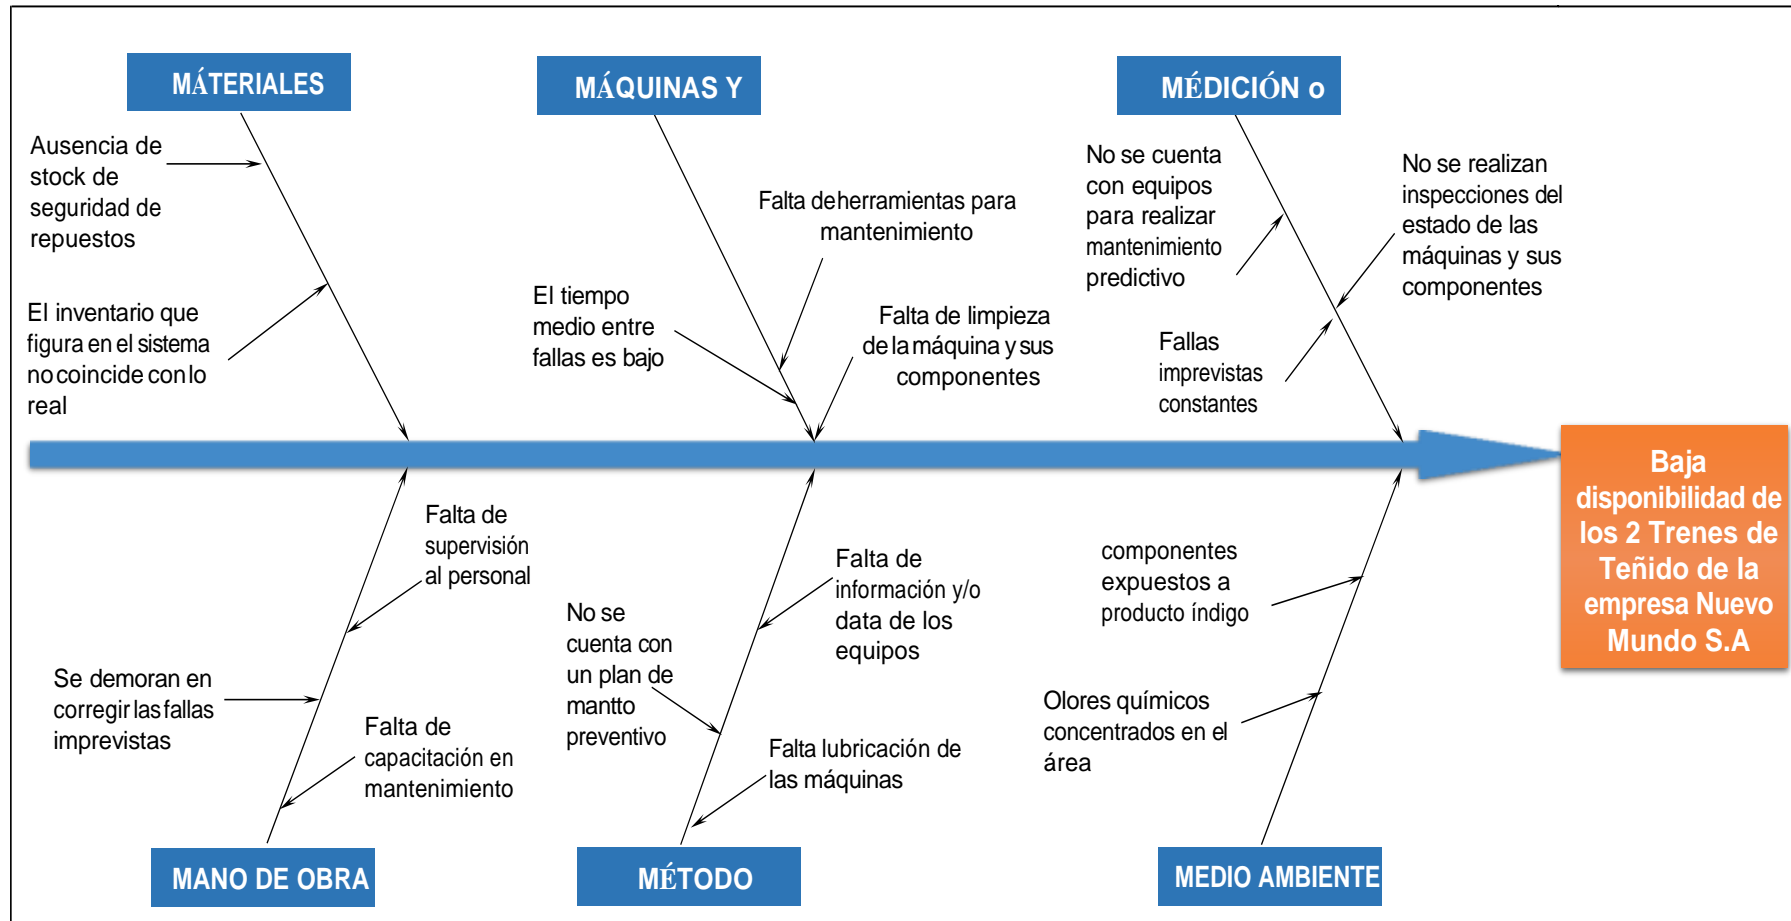 MÁTERIALES
MÁQUINAS Y
MÉDICIÓN o
Ausencia de
stock de
seguridad de
repuestos
El inventario que
figura en el sistema
no coincide con lo
real
Falta de herramientas para
mantenimiento
El tiempo
medio entre
fallas es bajo
Falta de limpieza
de la máquina y sus
componentes
No se cuenta
con equipos
para realizar
mantenimiento
predictivo
No se realizan
inspecciones del
estado de las
máquinas y sus
componentes
Fallas
imprevistas
constantes
Baja
disponibilidad de
los 2 Trenes de
Teñido de la
empresa Nuevo
Mundo S.A
Falta de
supervisión
al personal
Se demoran en
corregir las fallas
imprevistas
Falta de
capacitación en
mantenimiento
Falta de
información y/o
data de los
equipos
No se
cuenta con
un plan de
mantto
preventivo
Falta lubricación de
las máquinas
componentes
expuestos a
producto índigo
Olores químicos
concentrados en el
área
MANO DE OBRA
MÉTODO
MEDIO AMBIENTE